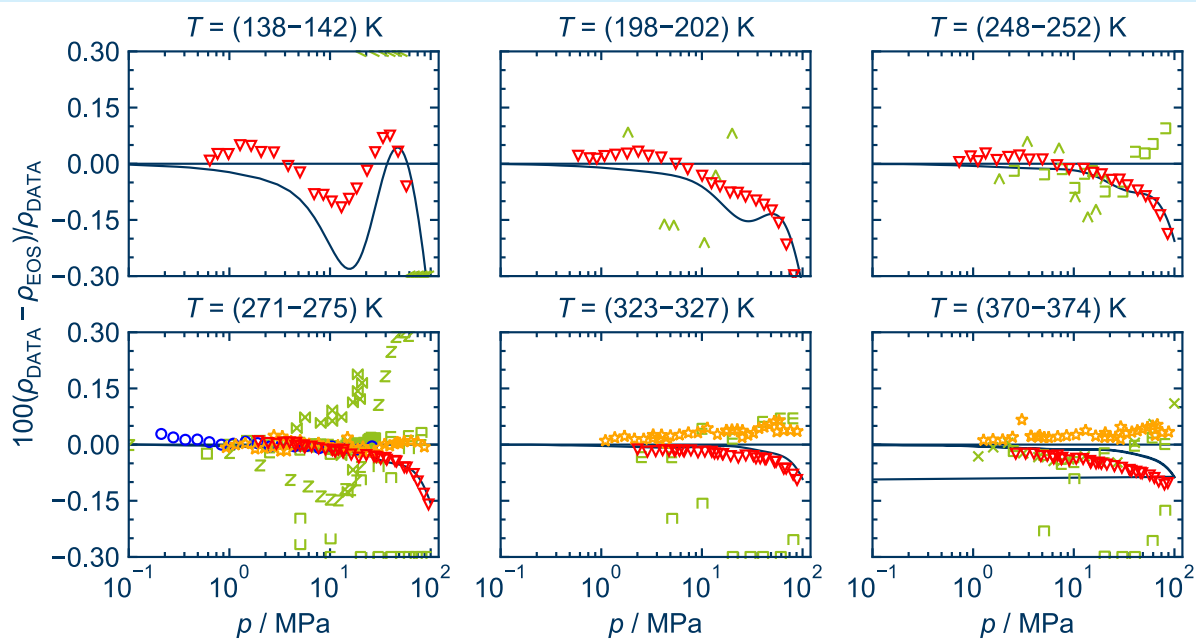 T = (138−142) K
T = (198−202) K
T = (248−252) K
0.30
0.15
0.00
−0.15
−0.30
T = (271−275) K
T = (323−327) K
T = (370−374) K
0.30
0.15
0.00
−0.15
−0.30
100(ρDATA − ρEOS)/ρDATA
10−1 100 101 102
10−1 100 101 102
10−1 100 101 102
p / MPa
p / MPa
p / MPa